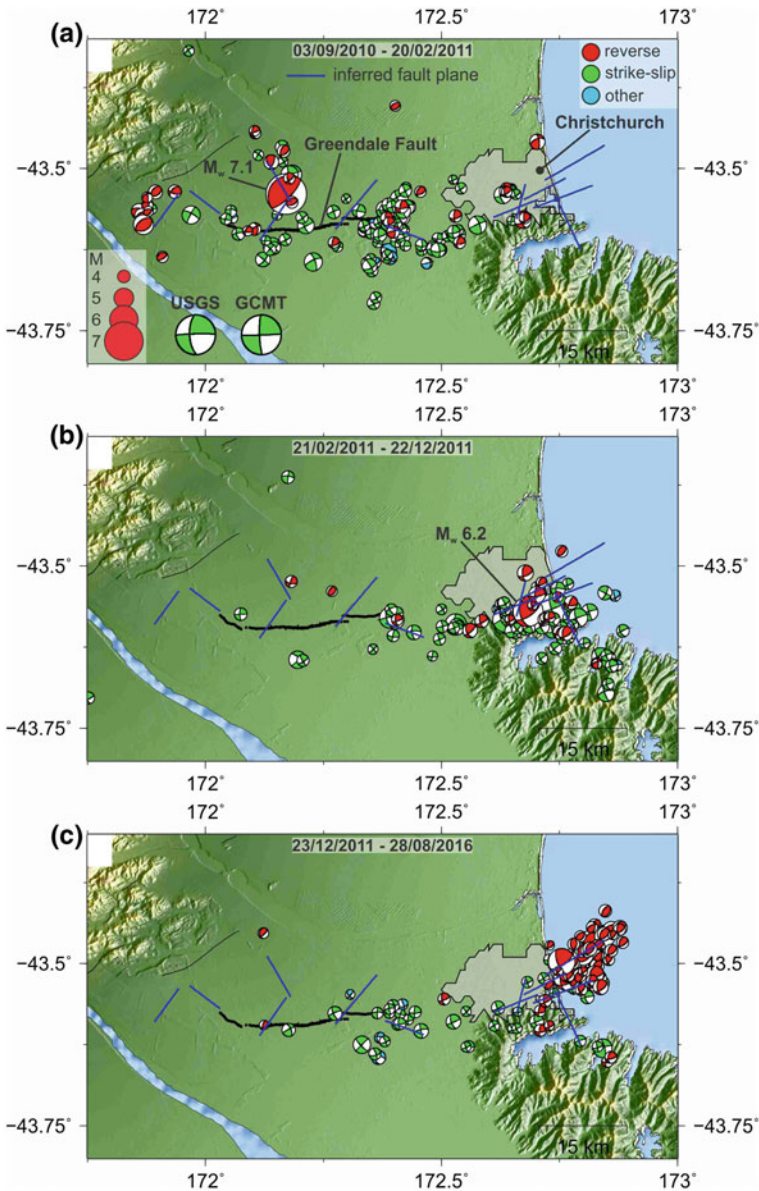 172˚ 172.5˚ 173˚
(a) 03/09/2010 - 20/02/2011
reverse
strike-slip
other
inferred fault plane
Christchurch
Greendale Fault
Mw 7.1
−43.5˚ −43.5˚
M
4
5
6
7
USGS GCMT
−43.75˚ −43.75˚
15 km
172˚ 172.5˚ 173˚
172˚ 172.5˚ 173˚
(b) 21/02/2011 - 22/12/2011
Mw 6.2
−43.5˚ −43.5˚
−43.75˚ −43.75˚
15 km
172˚ 172.5˚ 173˚
172˚ 172.5˚ 173˚
(c) 23/12/2011 - 28/08/2016
−43.5˚ −43.5˚
−43.75˚ −43.75˚
15 km
172˚ 172.5˚ 173˚